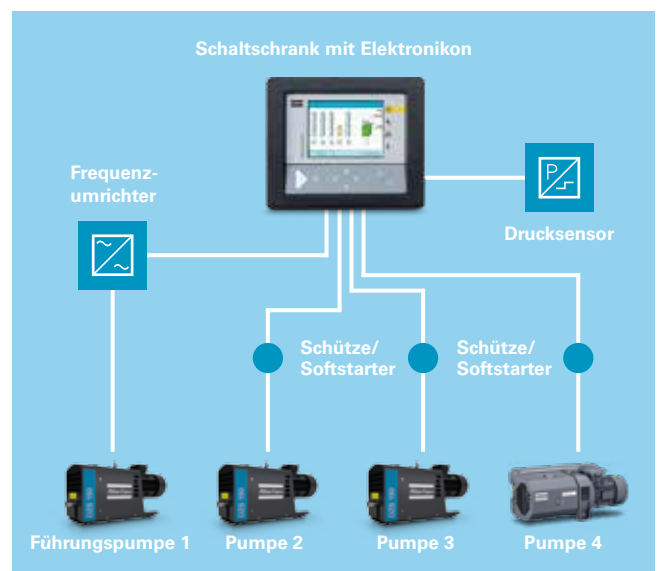 Schaltschrank mit Elektronikon
Frequenz-
umrichter
P
Drucksensor
Schütze/
Softstarter
Schütze/
Softstarter
Führungspumpe 1
Pumpe 2
Pumpe 3
Pumpe 4